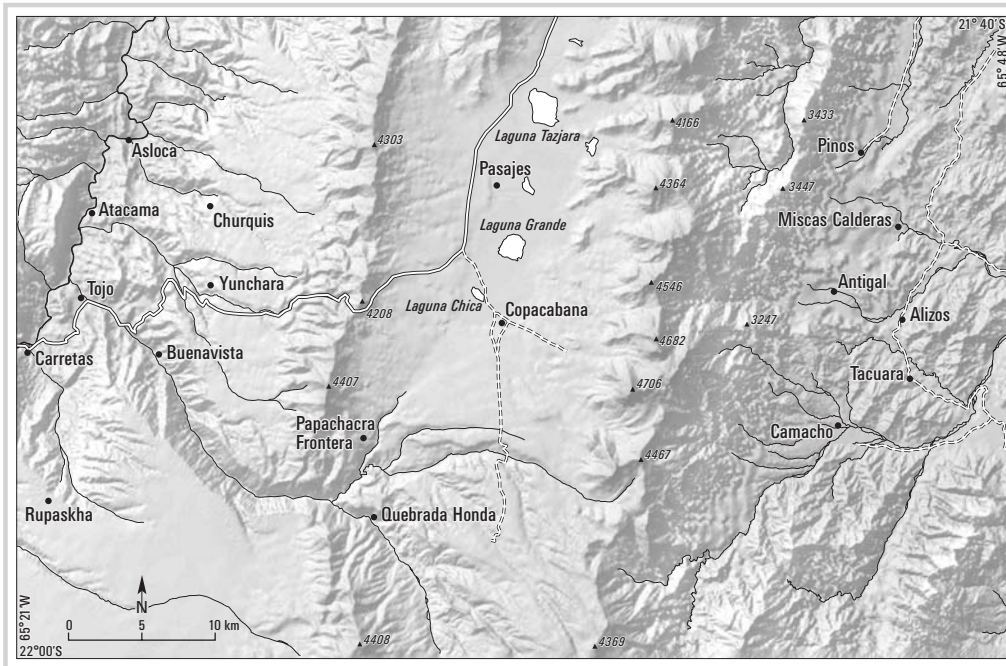 21° 40'S
65° 48'W
3433
4166
Laguna Tazjara
4303
Asloca
Pinos
Pasajes
4364
3447
Atacama
Churquis
Miscas Calderas
Laguna Grande
Yunchara
Antigal
4546
Tojo
Laguna Chica
4208
Copacabana
Alizos
3247
4682
Carretas
Buenavista
Tacuara
4407
4706
Papachacra
Frontera
Camacho
4467
Rupaskha
Quebrada Honda
N
0 5 10 km
65° 21'W
22° 00'S
4408
4369